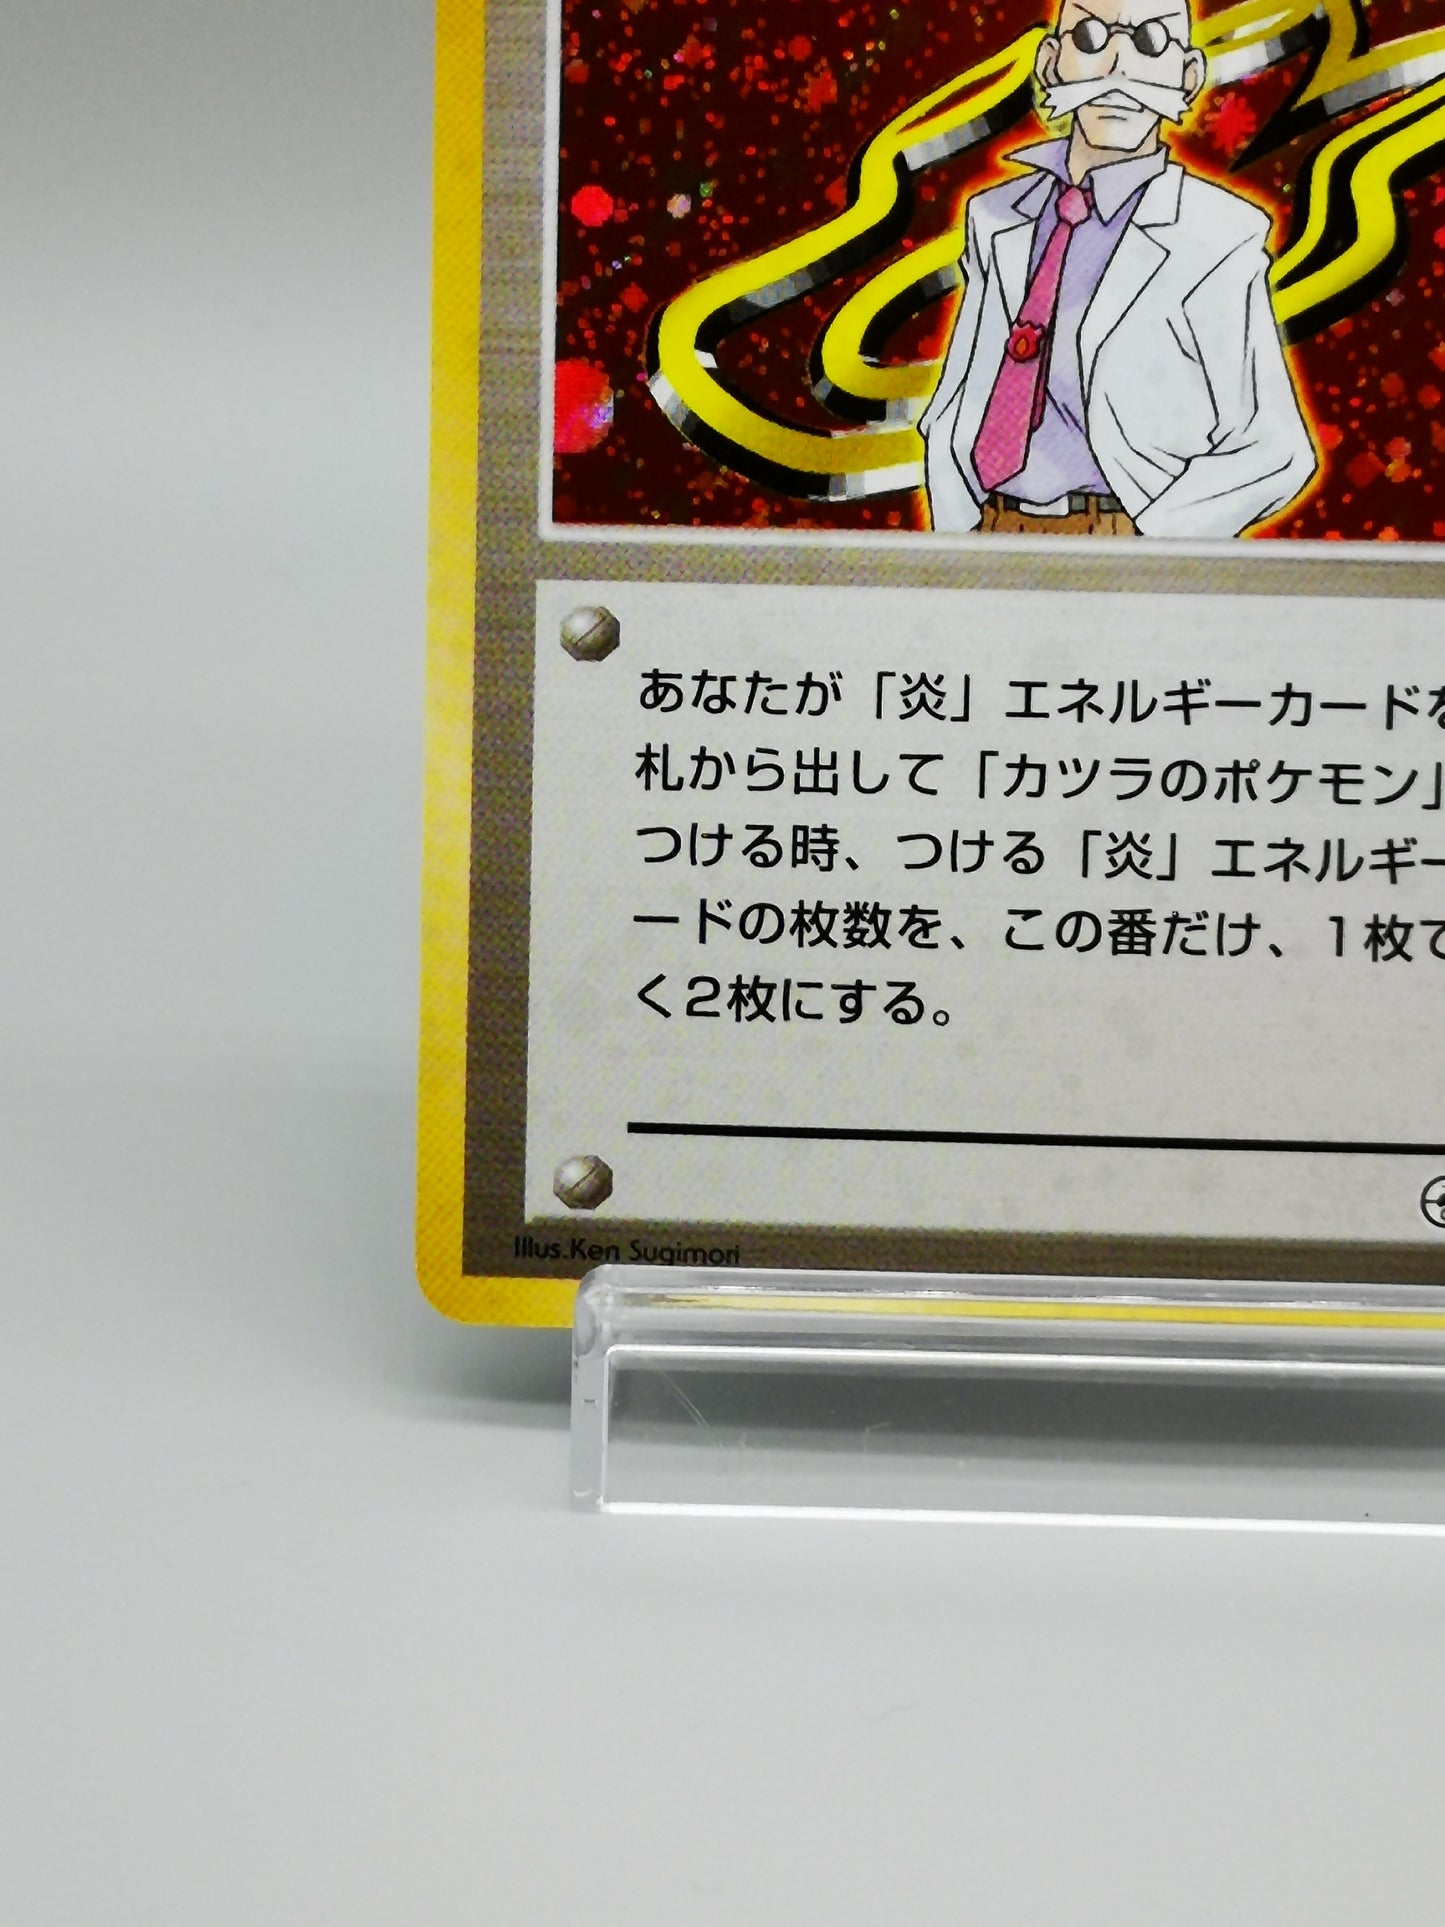 あなたが「炎」エネルギーカード
札から出して「カツラのポケモン」
つける時、つける「炎」エネルギー
ードの枚数を、この番だけ、1枚で
く2枚にする。
Illus.Ken Sugimori